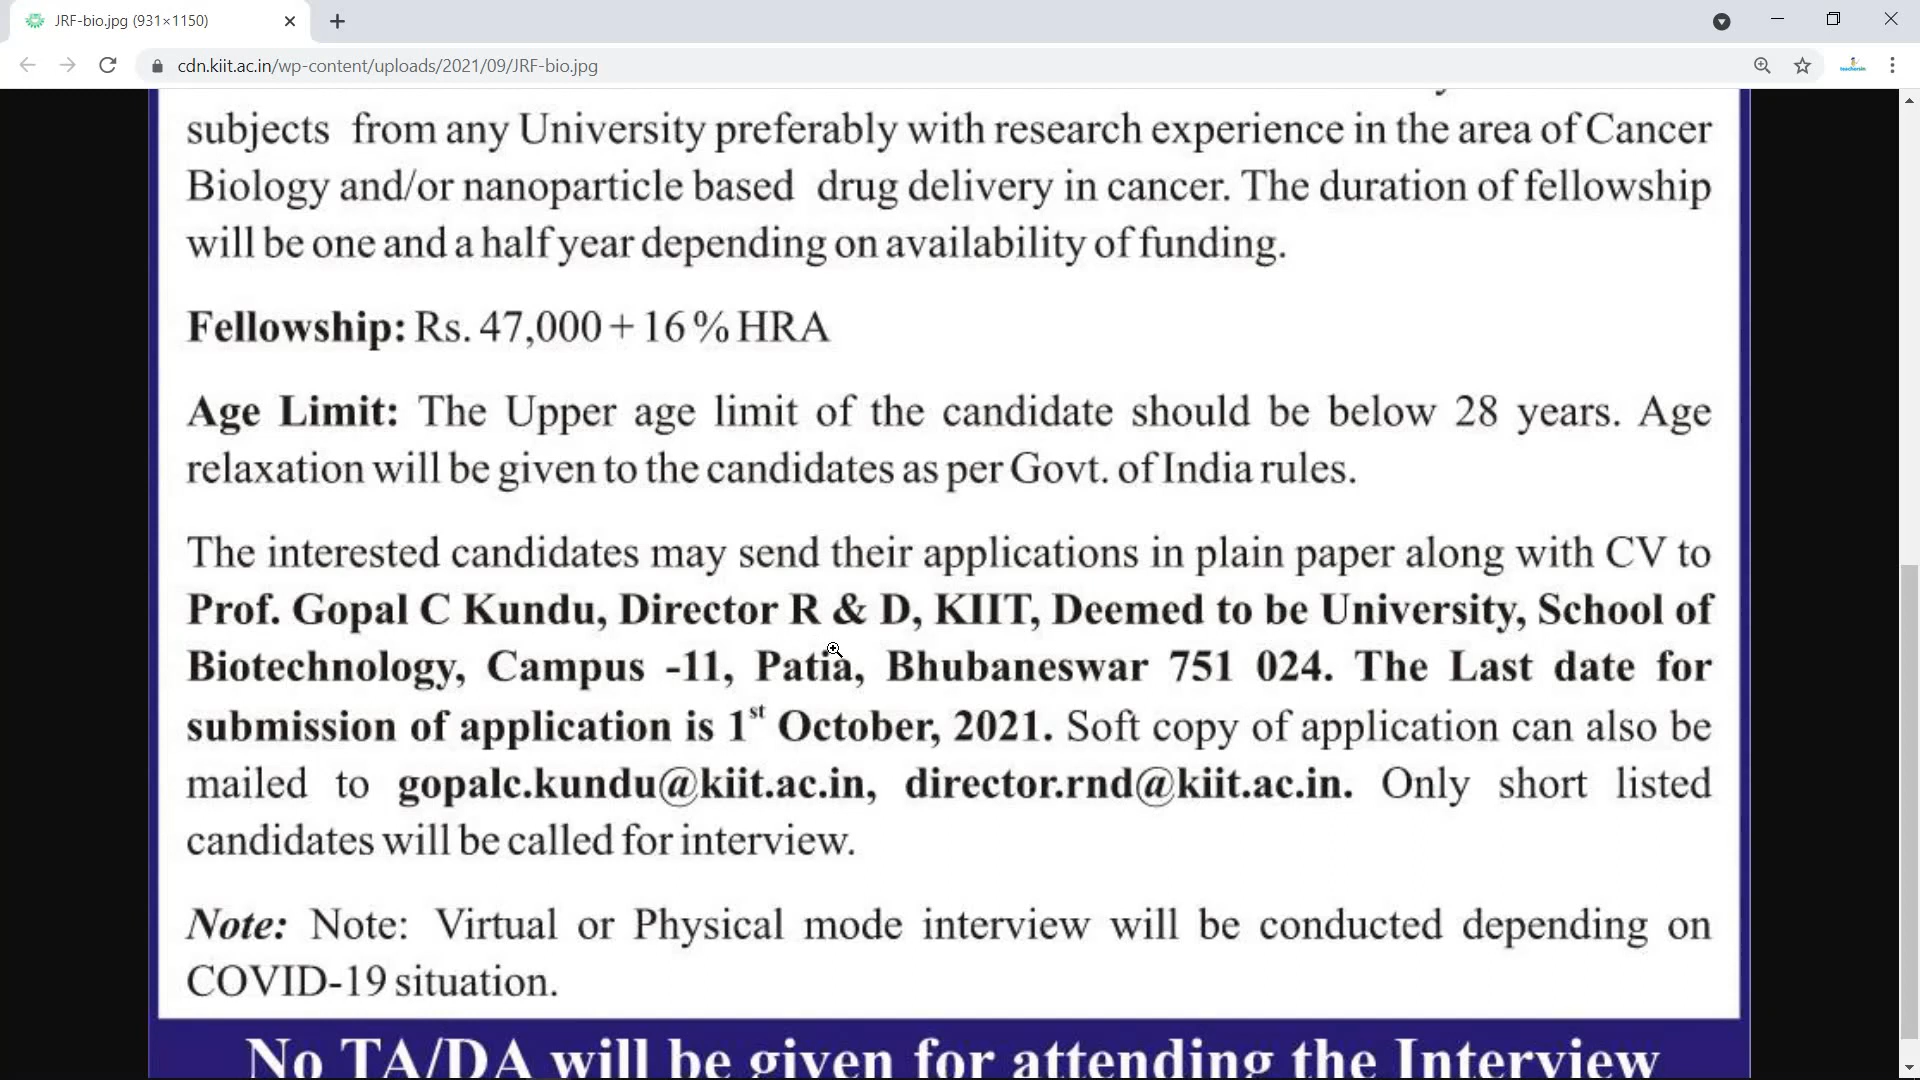 JRF-bio.jpg (931×1150)
cdn.kiit.ac.in/wp-content/uploads/2021/09/JRF-bio.jpg
subjects from any University preferably with research experience in the area of Cancer
Biology and/or nanoparticle based drug delivery in cancer. The duration of fellowship
will be one and a half year depending on availability of funding.
Fellowship: Rs. 47,000 + 16 % HRA
Age Limit: The Upper age limit of the candidate should be below 28 years. Age
relaxation will be given to the candidates as per Govt. of India rules.
The interested candidates may send their applications in plain paper along with CV to
Prof. Gopal C Kundu, Director R & D, KIIT, Deemed to be University, School of
Biotechnology, Campus -11, Patia, Bhubaneswar 751 024. The Last date for
submission of application is 1st October, 2021. Soft copy of application can also be
mailed to gopalc.kundu@kiit.ac.in, director.rnd@kiit.ac.in. Only short listed
candidates will be called for interview.
Note: Note: Virtual or Physical mode interview will be conducted depending on
COVID-19 situation.
No TA/DA will be given for attending the Interview